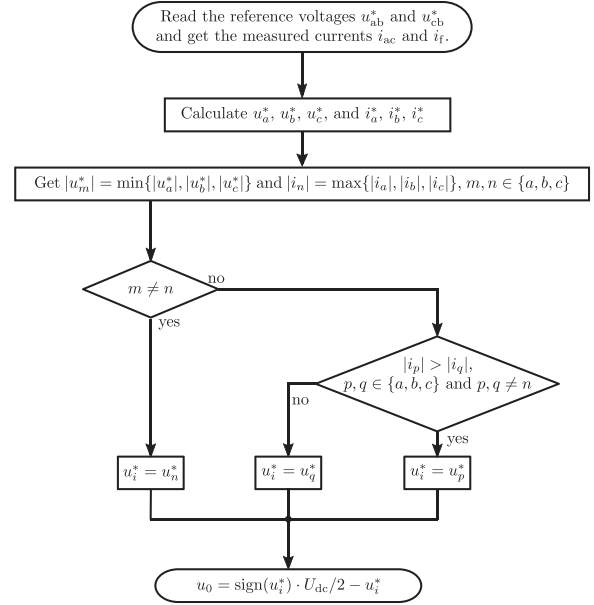 Read the reference voltages u*ab and u*cb
and get the measured currents iac and if.
Calculate u*a, u*b, u*c, and i*a, i*b, i*c
Get |u*m| = min{|u*a|, |u*b|, |u*c|} and |in| = max{|ia|, |ib|, |ic|}, m, n ∈ {a, b, c}
m ≠ n
no
yes
|ip| > |iq|,
p, q ∈ {a, b, c} and p, q ≠ n
no
yes
u*i = u*n
u*i = u*q
u*i = u*p
u0 = sign(u*i) · Udc/2 − u*i